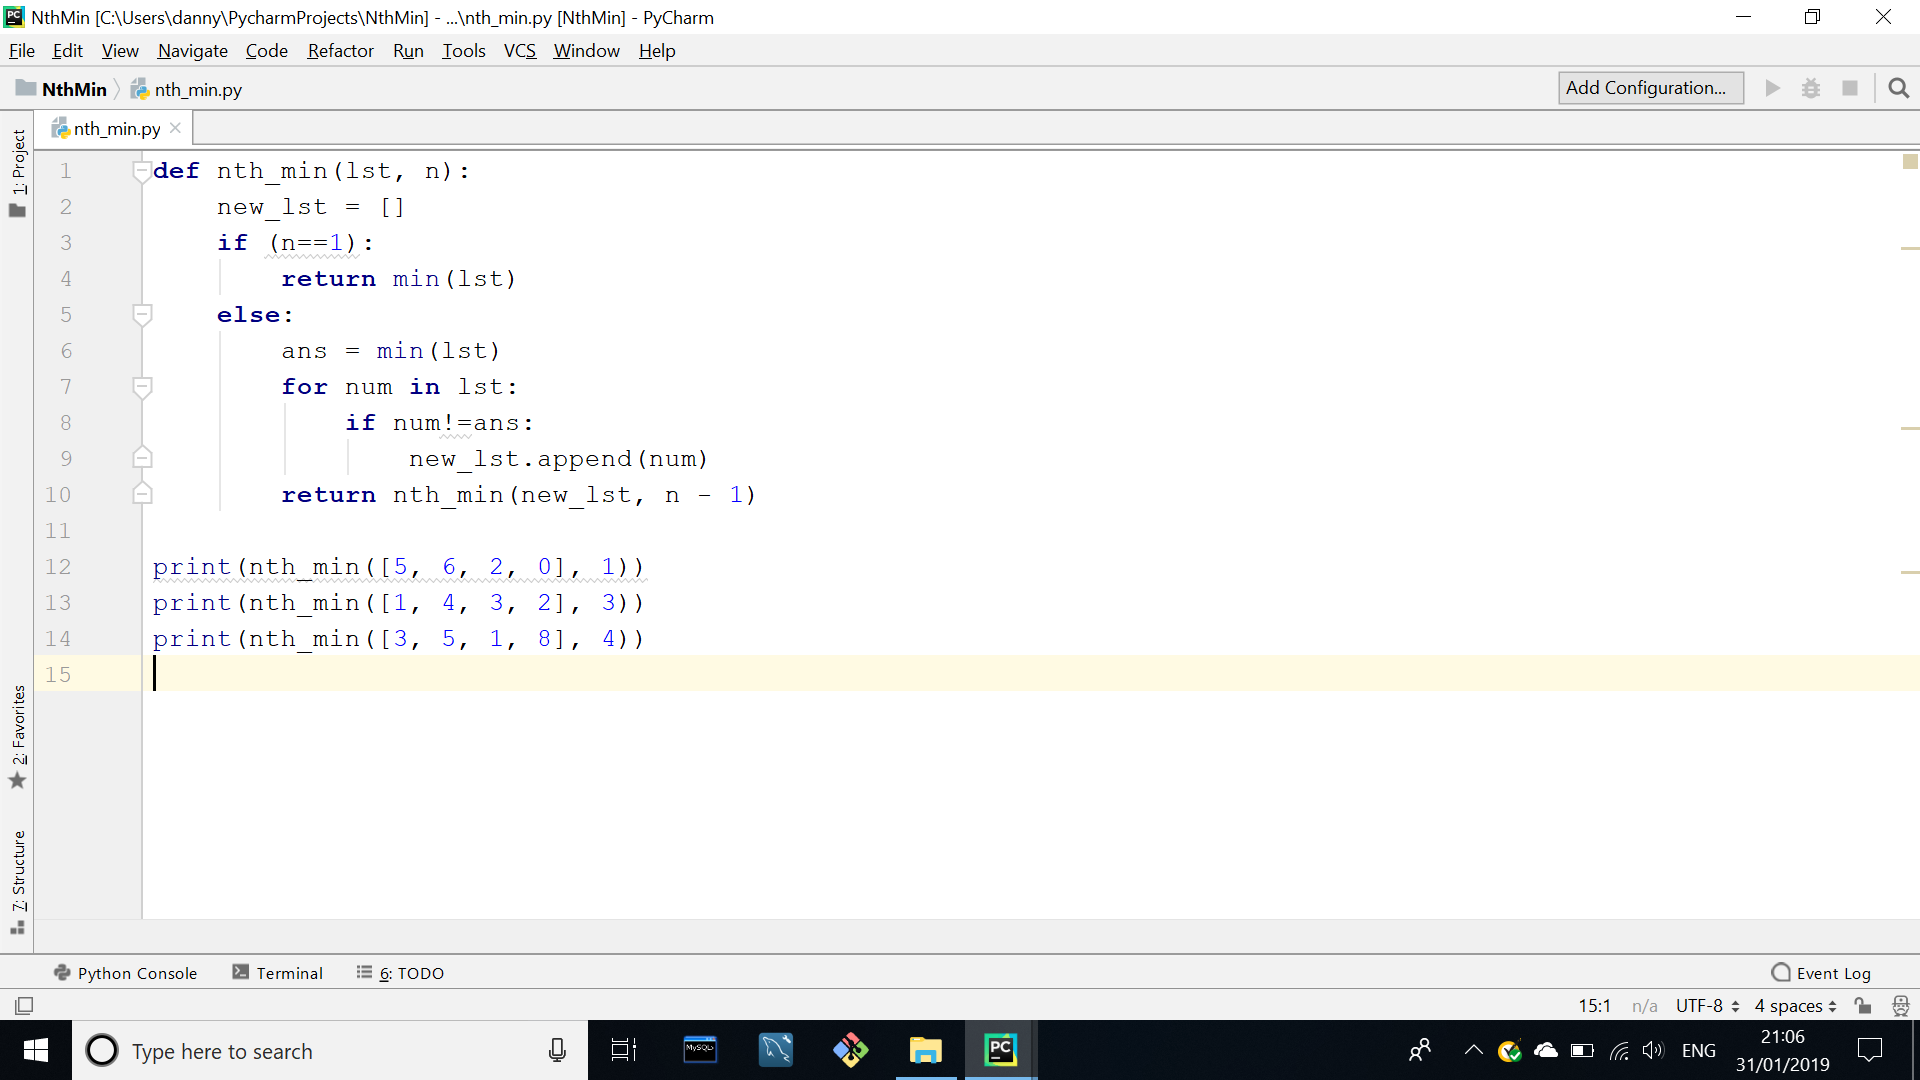 NthMin [C:\Users\danny\PycharmProjects\NthMin] - ...\nth_min.py [NthMin] - PyCharm
File Edit View Navigate Code Refactor Run Tools VCS Window Help
NthMin nth_min.py Add Configuration...
nth_min.py
1: Project
1 def nth_min(lst, n):
2     new_lst = []
3     if (n==1):
4         return min(lst)
5     else:
6         ans = min(lst)
7         for num in lst:
8             if num!=ans:
9                 new_lst.append(num)
10         return nth_min(new_lst, n - 1)
11
12 print(nth_min([5, 6, 2, 0], 1))
13 print(nth_min([1, 4, 3, 2], 3))
14 print(nth_min([3, 5, 1, 8], 4))
15
2: Favorites
7: Structure
Python Console Terminal 6: TODO Event Log
15:1 n/a UTF-8 4 spaces
Type here to search MySQL> PC ENG 21:06
31/01/2019